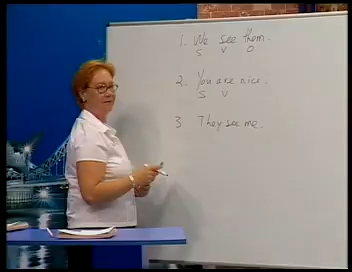 1. We see them.
S V O
2. You are nice.
S V
3 They see me.